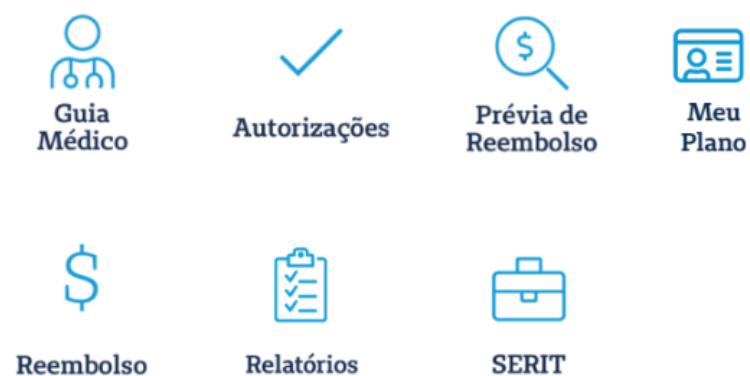 $
Guia
Médico
Autorizações
Prévia de
Reembolso
Meu
Plano
$
Reembolso
Relatórios
SERIT